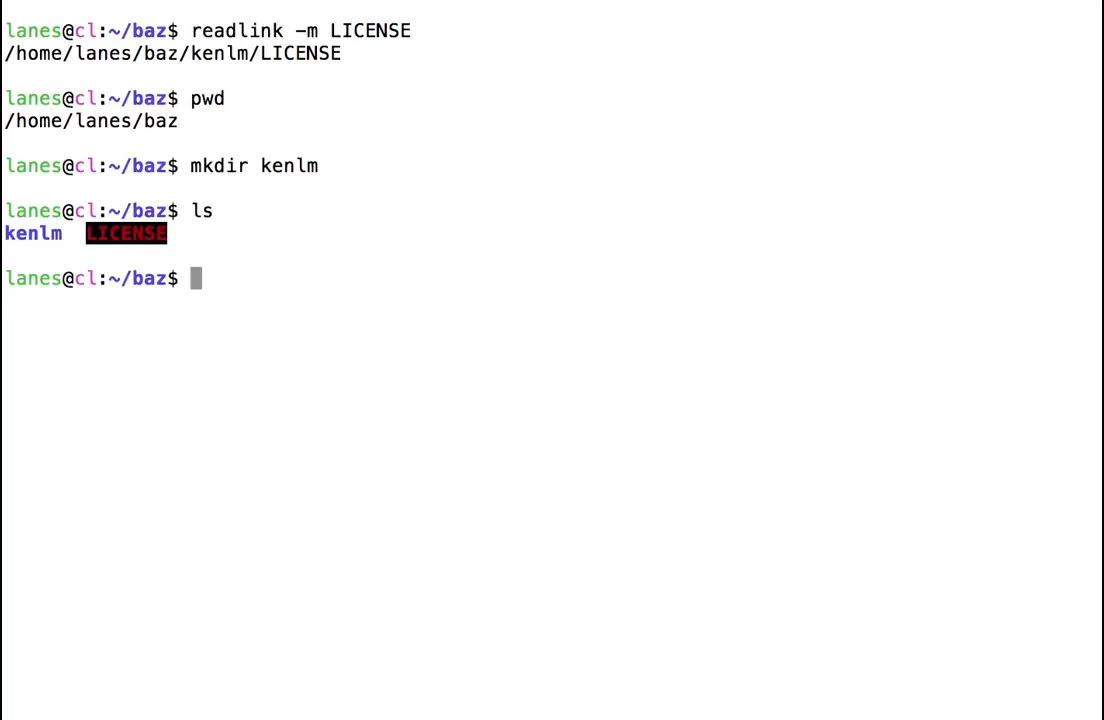 lanes@cl:~/baz$ readlink -m LICENSE
/home/lanes/baz/kenlm/LICENSE
lanes@cl:~/baz$ pwd
/home/lanes/baz
lanes@cl:~/baz$ mkdir kenlm
lanes@cl:~/baz$ ls
kenlm  LICENSE
lanes@cl:~/baz$